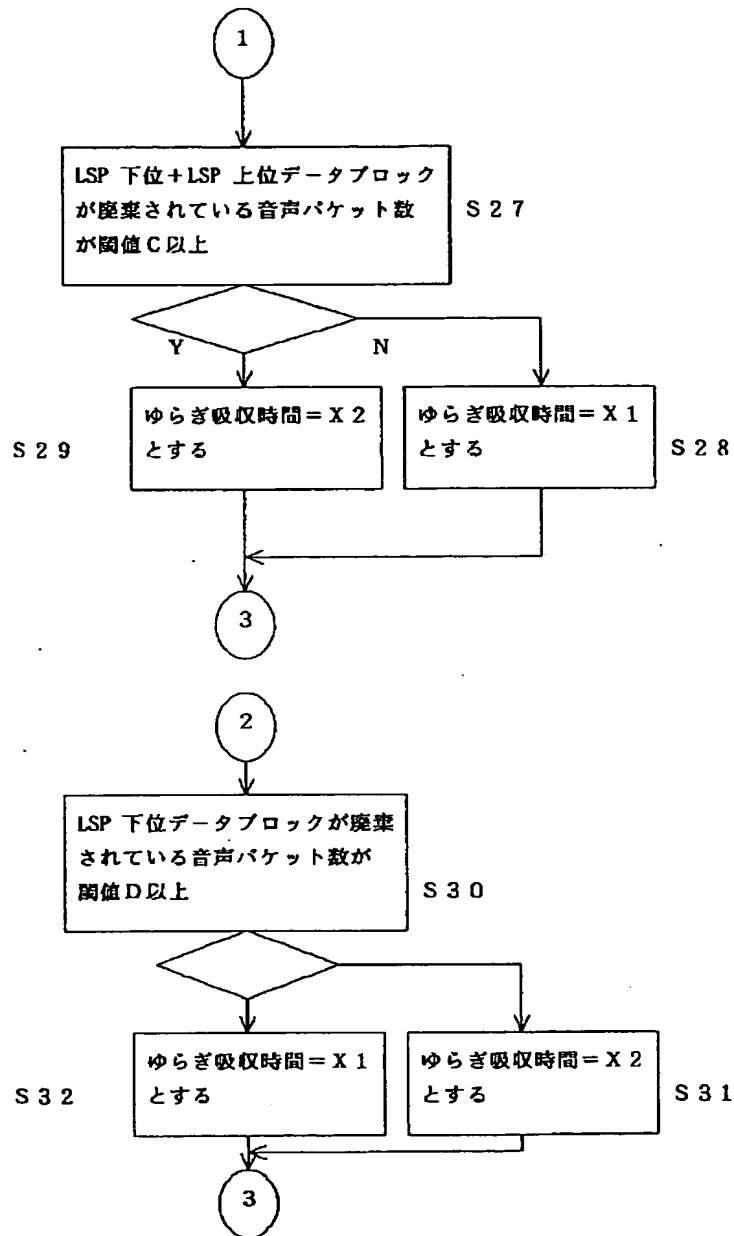 1
LSP 下位+LSP 上位データブロック
が廃棄されている音声パケット数
が閾値C以上
S27
Y
N
ゆらぎ吸収時間=X2
とする
S29
ゆらぎ吸収時間=X1
とする
S28
3
2
LSP 下位データブロックが廃棄
されている音声パケット数が
閾値D以上
S30
ゆらぎ吸収時間=X1
とする
S32
ゆらぎ吸収時間=X2
とする
S31
3